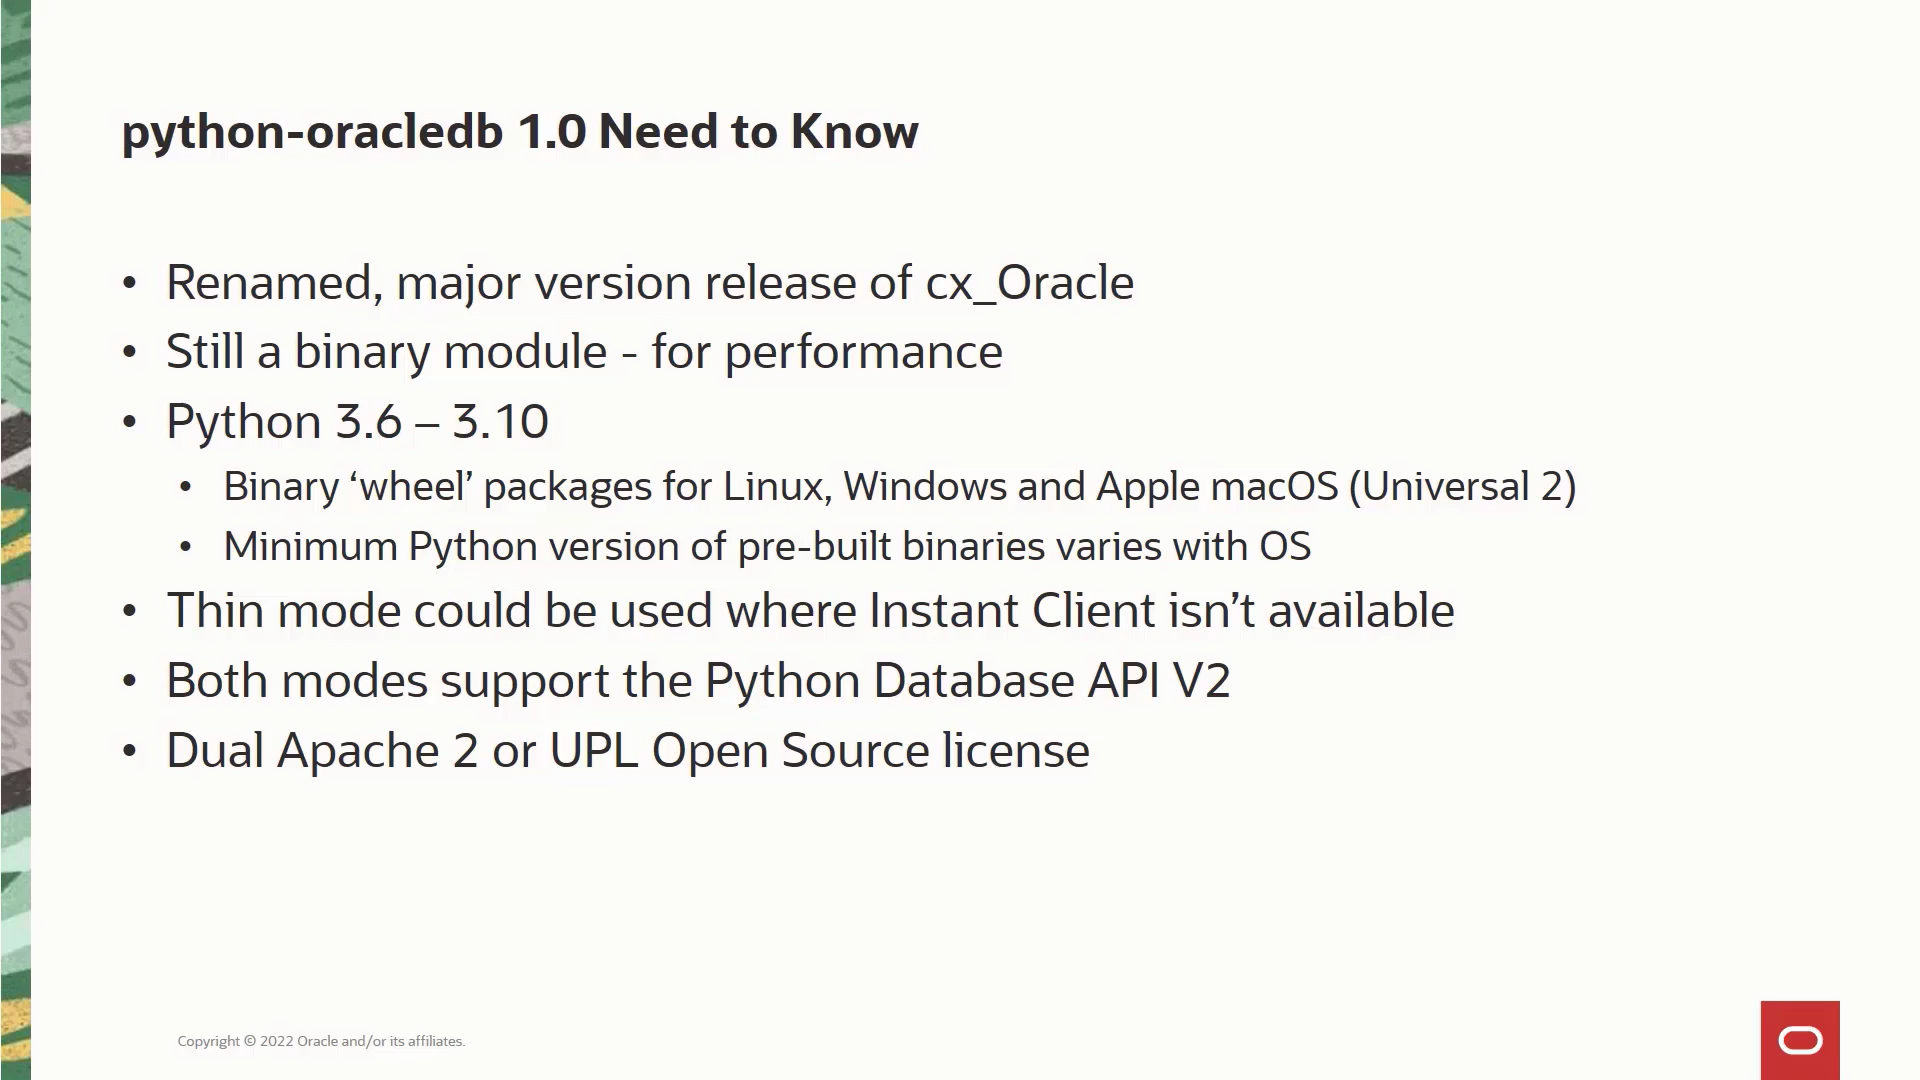 python-oracledb 1.0 Need to Know
• Renamed, major version release of cx_Oracle
• Still a binary module - for performance
• Python 3.6 – 3.10
• Binary ‘wheel’ packages for Linux, Windows and Apple macOS (Universal 2)
• Minimum Python version of pre-built binaries varies with OS
• Thin mode could be used where Instant Client isn’t available
• Both modes support the Python Database API V2
• Dual Apache 2 or UPL Open Source license
Copyright © 2022 Oracle and/or its affiliates.